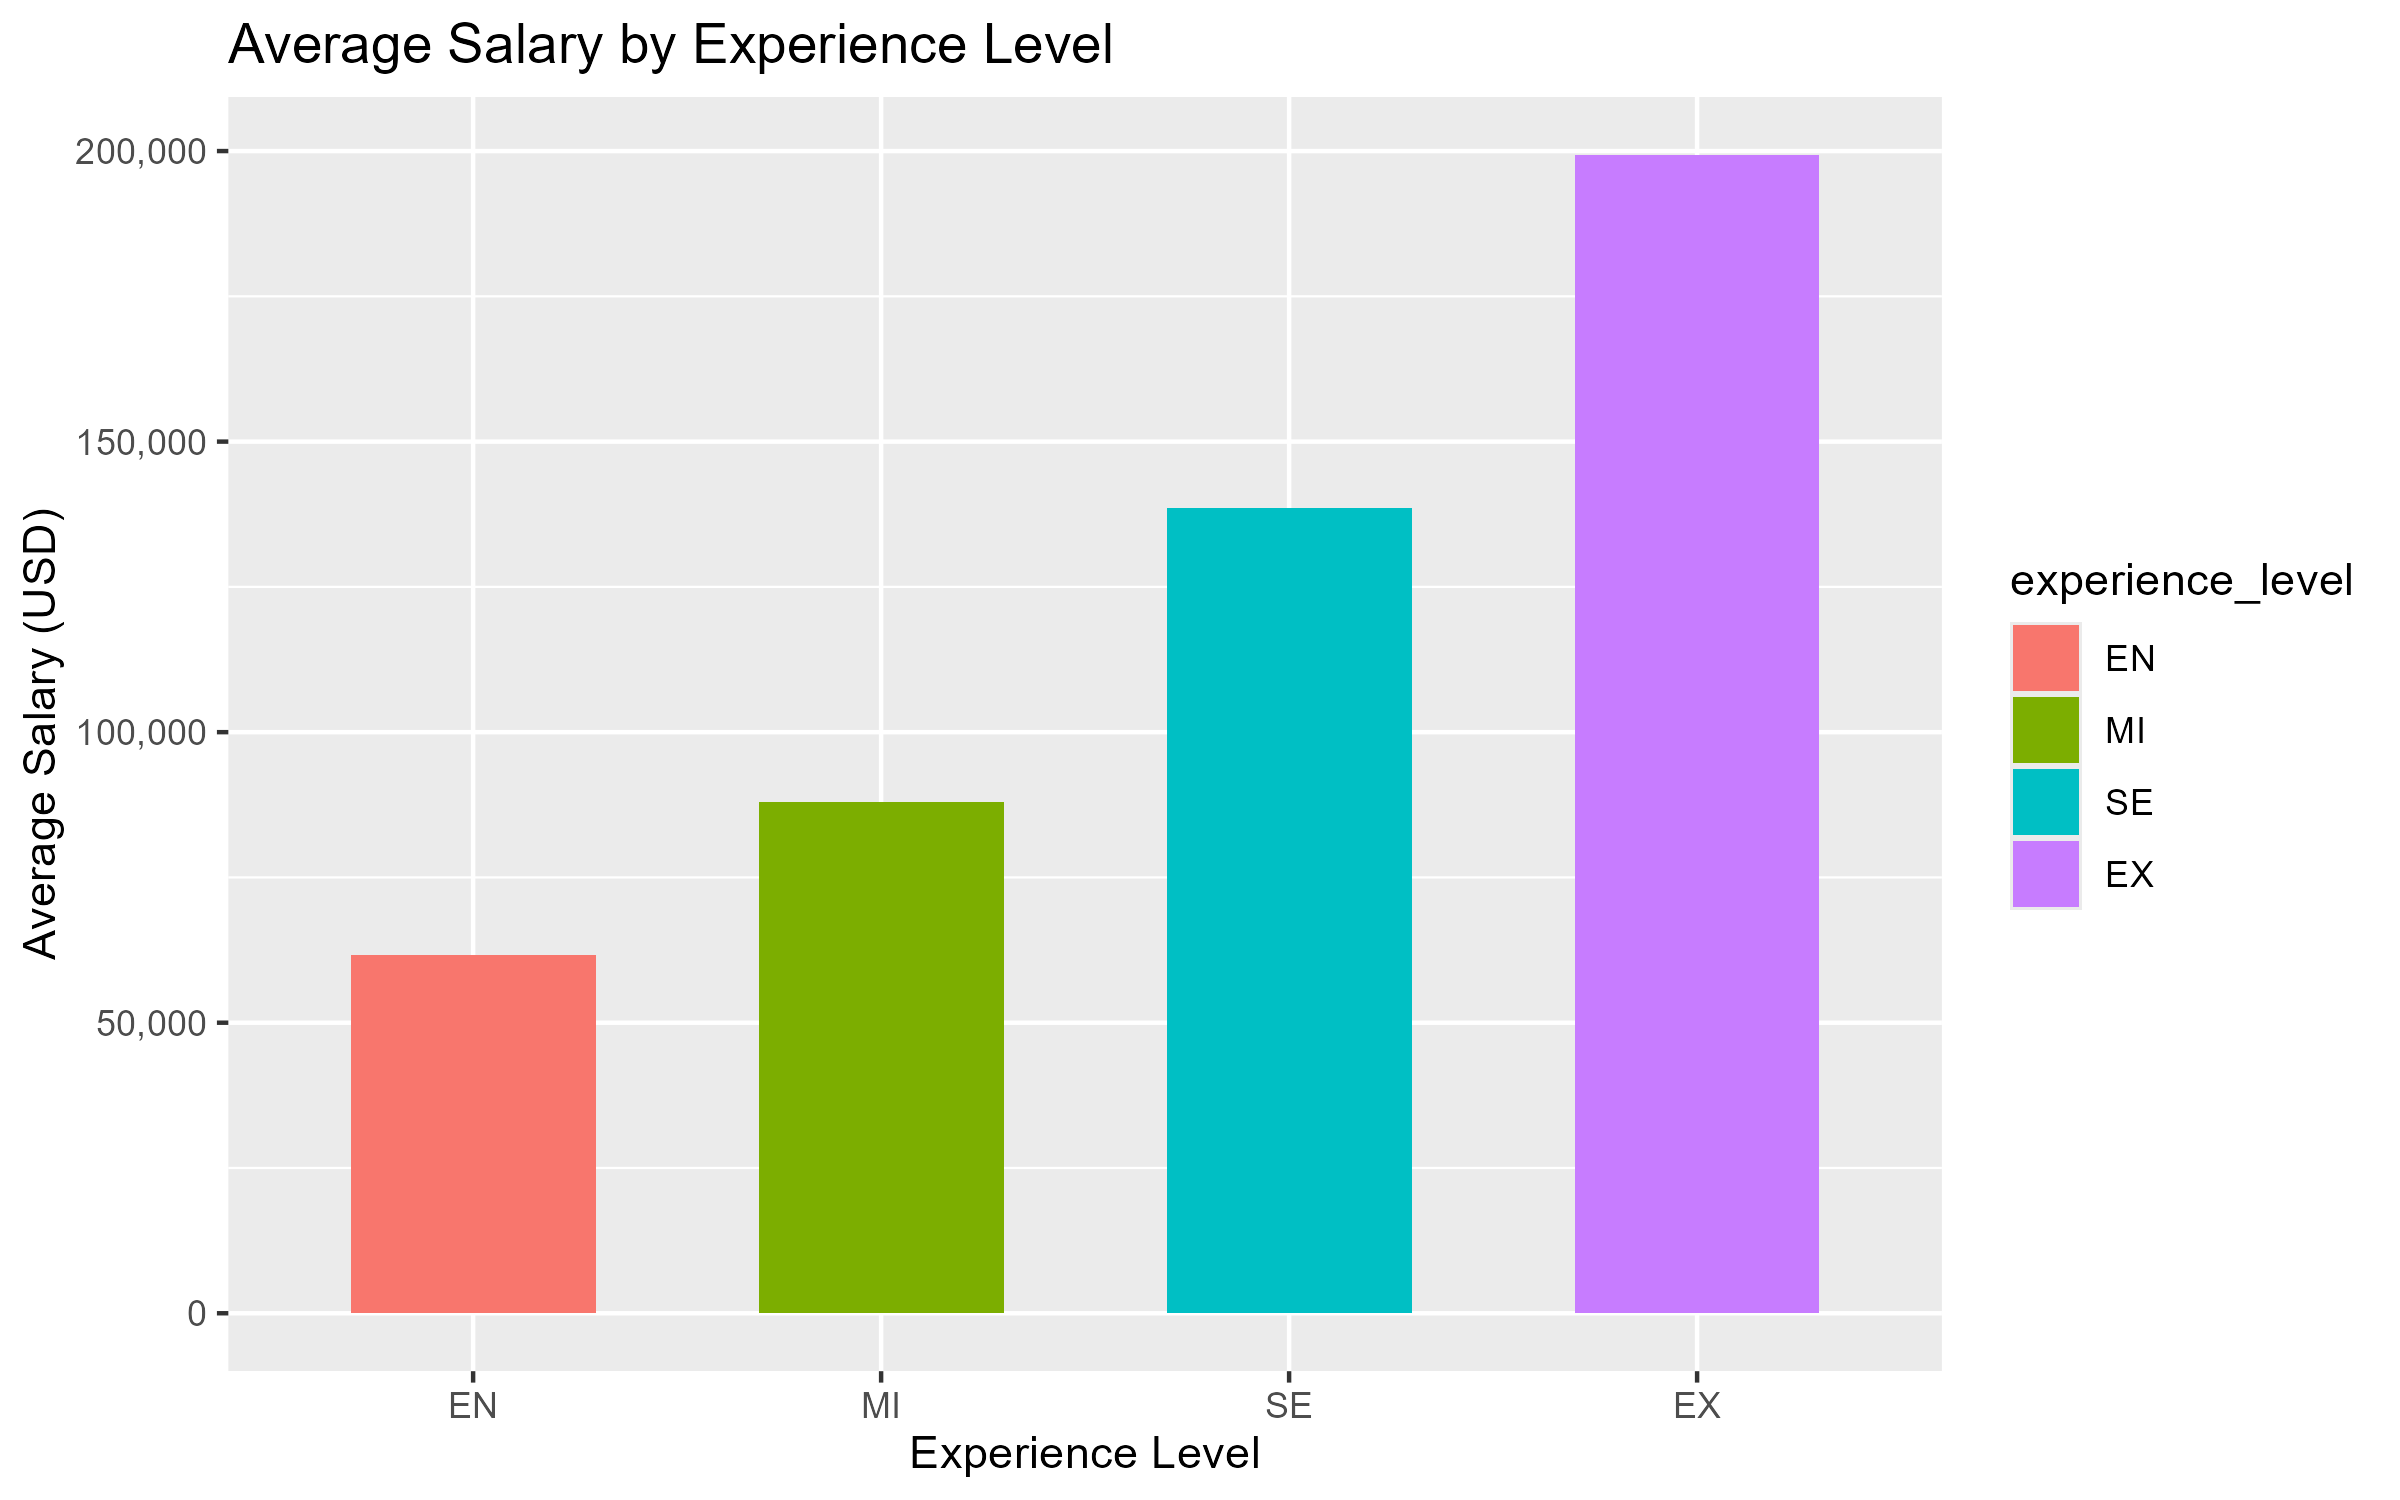 Average Salary by Experience Level
200,000
150,000
100,000
50,000
0
Average Salary (USD)
EN
MI
SE
EX
Experience Level
experience_level
EN
MI
SE
EX